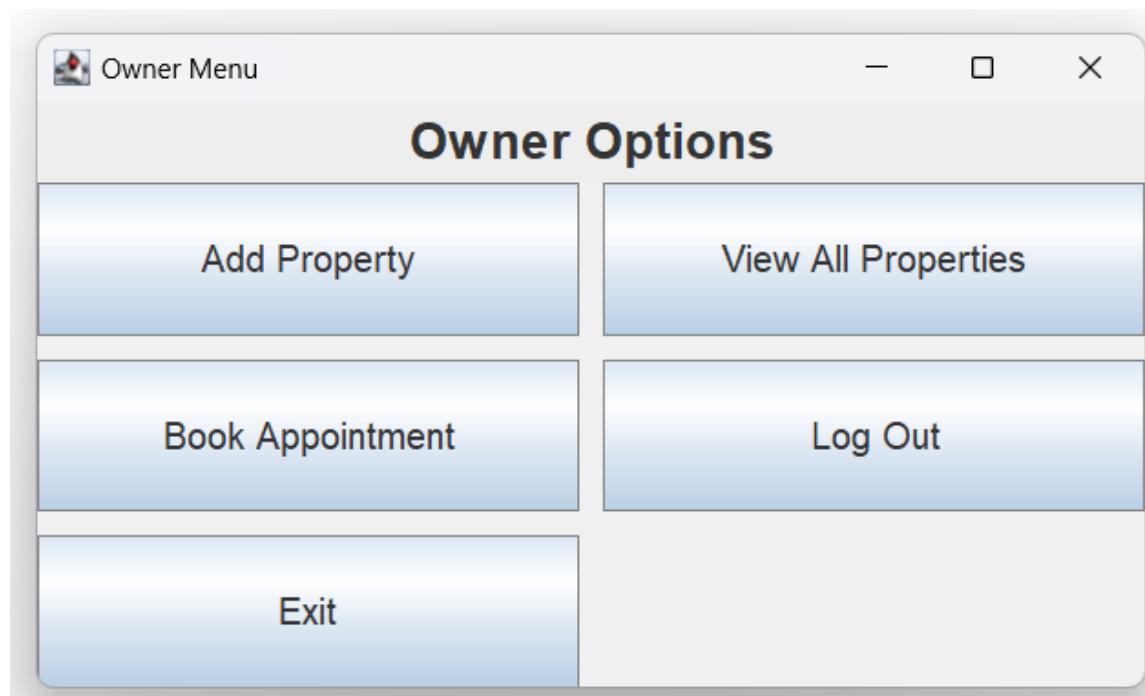 Owner Menu
Owner Options
Add Property
View All Properties
Book Appointment
Log Out
Exit